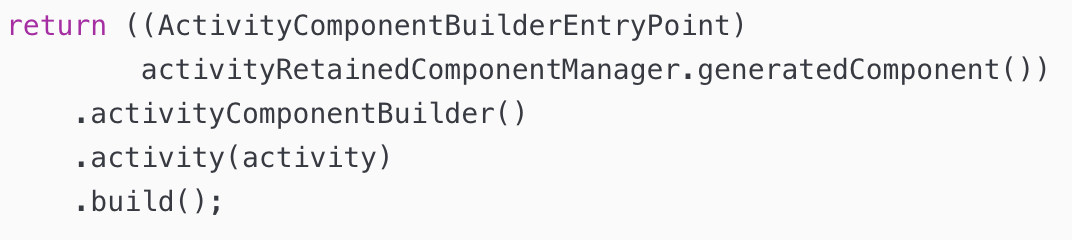 return ((ActivityComponentBuilderEntryPoint)
        activityRetainedComponentManager.generatedComponent())
    .activityComponentBuilder()
    .activity(activity)
    .build();